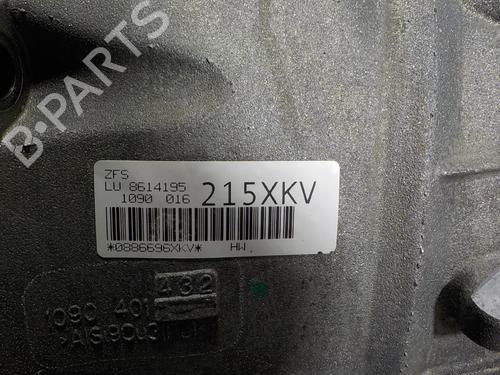 B-PARTS
ZFS
LU 8614195
1090 016
215XKV
*0886696XKV*
HW
432
1090 401